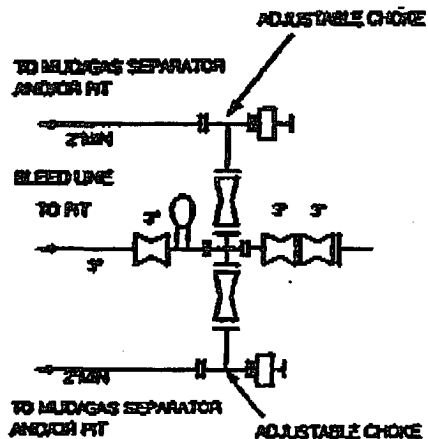 ADJUSTABLE CHOKE
TO MUD/GAS SEPARATOR
AND/OR PIT
2" MIN
BLEED LINE
TO PIT
3"
3" 3"
3"
2" MIN
TO MUD/GAS SEPARATOR
AND/OR PIT
ADJUSTABLE CHOKE